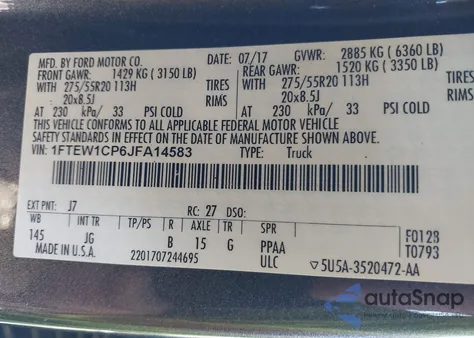 MFD. BY FORD MOTOR CO.
DATE: 07/17 GVWR: 2885 KG ( 6360 LB)
FRONT GAWR: 1429 KG ( 3150 LB)
REAR GAWR: 1520 KG ( 3350 LB)
WITH 275/55R20 113H TIRES
WITH 275/55R20 113H TIRES
20x8.5J RIMS
20x8.5J RIMS
AT 230 kPa/ 33 PSI COLD
AT 230 kPa/ 33 PSI COLD
THIS VEHICLE CONFORMS TO ALL APPLICABLE FEDERAL MOTOR VEHICLE
SAFETY STANDARDS IN EFFECT ON THE DATE OF MANUFACTURE SHOWN ABOVE.
VIN: 1FTEW1CP6JFA14583 TYPE: Truck
EXT PNT: J7 RC: 27 DSO:
WB INT TR TP/PS R AXLE TR SPR
145 JG B 15 G PPAA
2201707244695 ULC
F0128
T0793
▽5U5A-3520472-AA
autoSnap